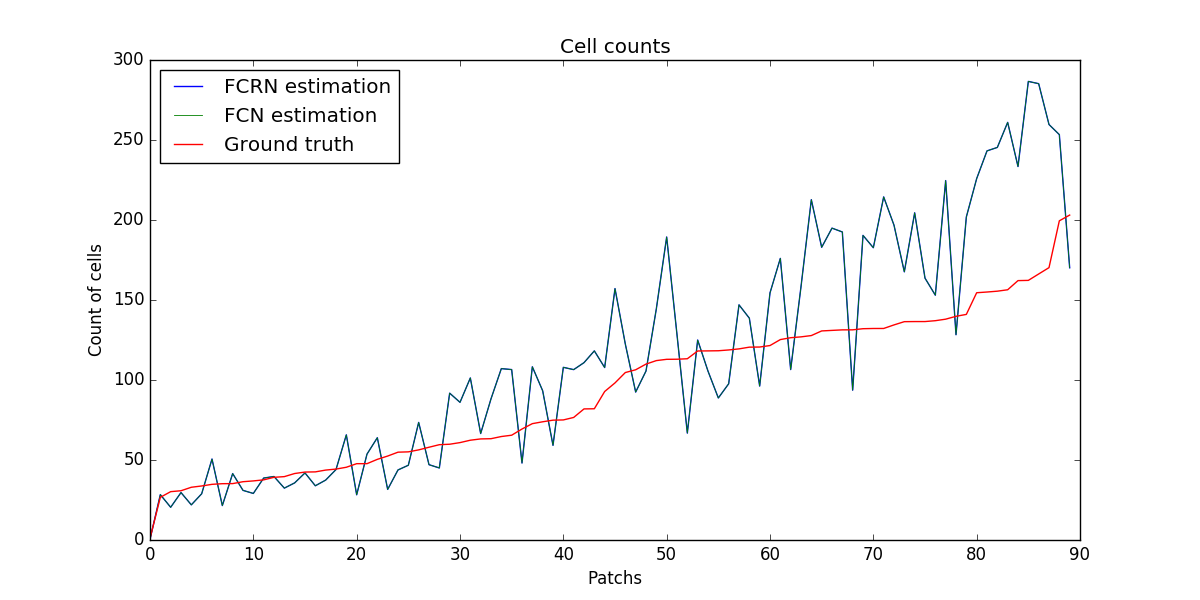 Cell counts
FCRN estimation
FCN estimation
Ground truth
Count of cells
300
250
200
150
100
50
0
0 10 20 30 40 50 60 70 80 90
Patchs